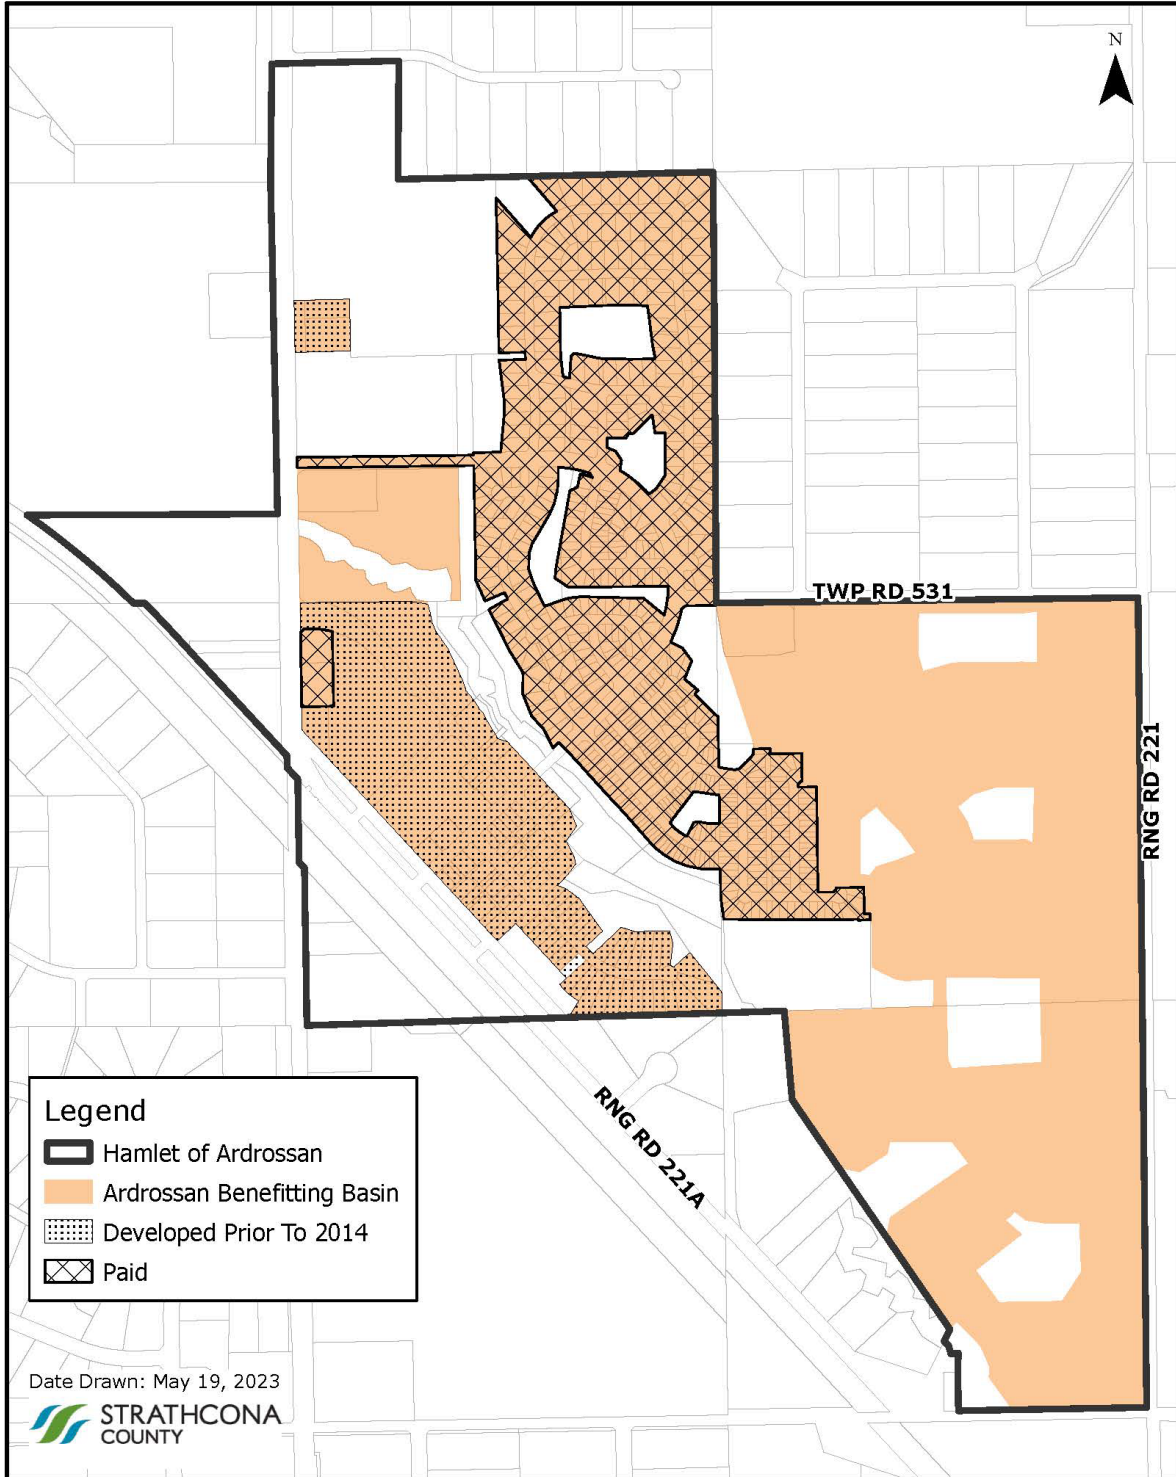 N
TWP RD 531
RNG RD 221
RNG RD 221A
Legend
Hamlet of Ardrossan
Ardrossan Benefitting Basin
Developed Prior To 2014
Paid
Date Drawn: May 19, 2023
STRATHCONA
COUNTY